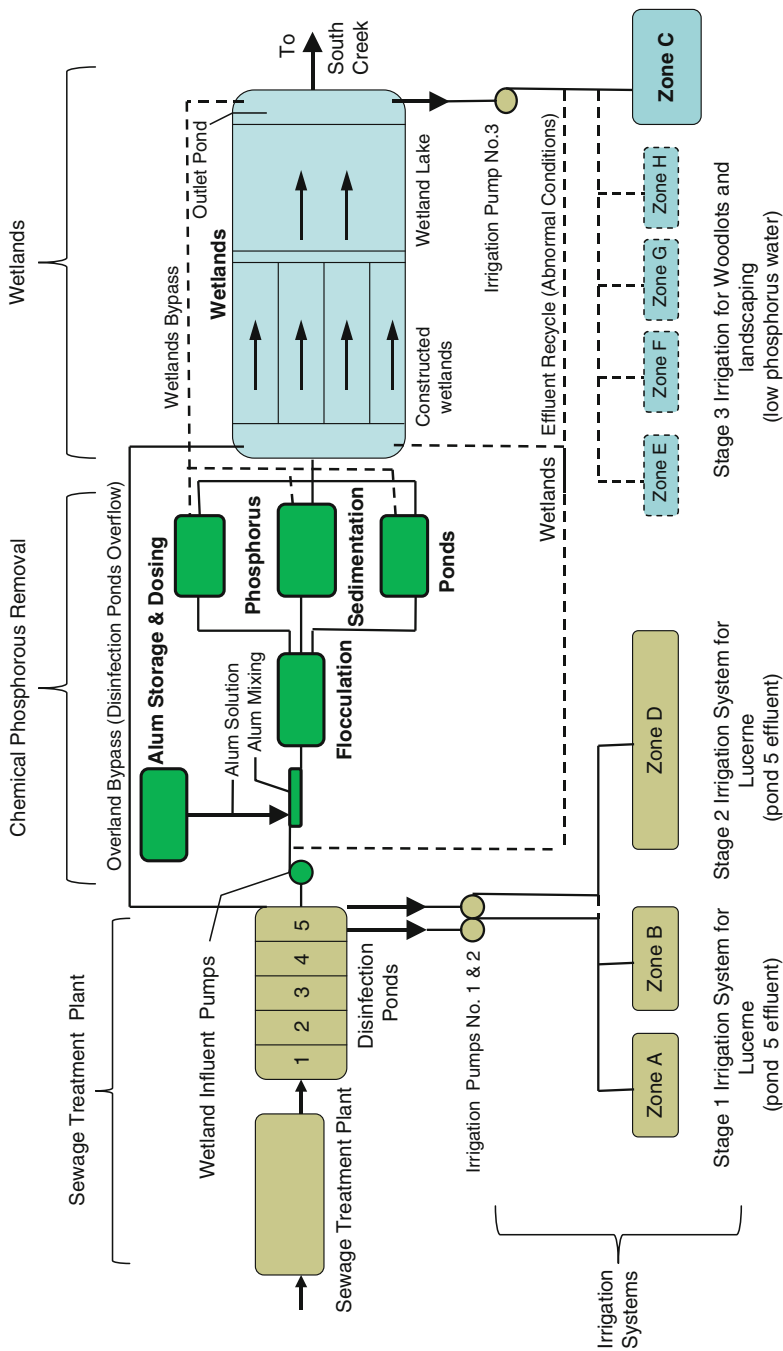 Sewage Treatment Plant
Chemical Phosphorous Removal
Wetlands
Overland Bypass (Disinfection Ponds Overflow)
Wetlands Bypass
To
South Creek
Outlet Pond
Wetland Influent Pumps
Alum Storage & Dosing
Alum Solution
Alum Mixing
Flocculation
Phosphorus
Sedimentation
Ponds
Wetlands
Constructed
wetlands
Wetland Lake
Sewage Treatment Plant
1
2
3
4
5
Disinfection
Ponds
Irrigation Pumps No. 1 & 2
Irrigation Pump No.3
Wetlands
Effluent Recycle (Abnormal Conditions)
Irrigation
Systems
Zone A
Zone B
Stage 1 Irrigation System for
Lucerne
(pond 5 effluent)
Zone D
Stage 2 Irrigation System for
Lucerne
(pond 5 effluent)
Zone E
Zone F
Zone G
Zone H
Zone C
Stage 3 Irrigation for Woodlots and
landscaping
(low phosphorus water)